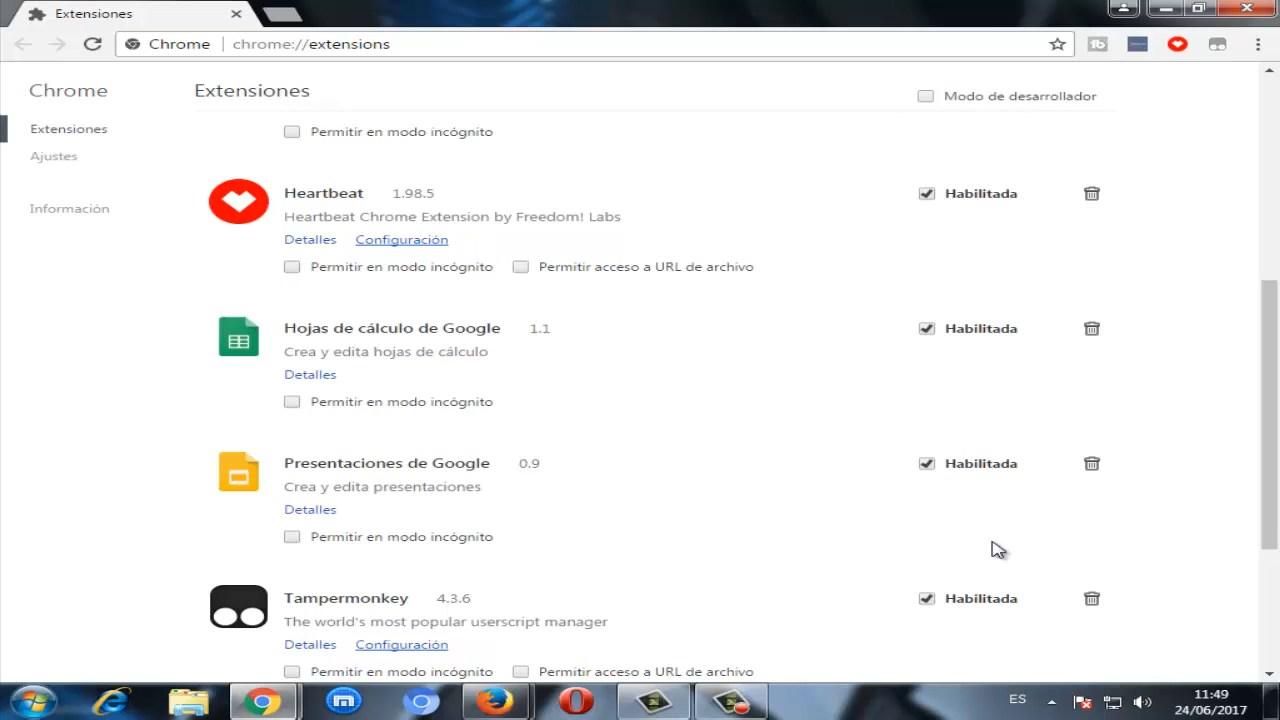 Extensions
Chrome chrome://extensions
Chrome
Extensiones
Ajustes
Información
Extensiones
Modo de desarrollador
Permitir en modo incógnito
Heartbeat 1.98.5
Habilitada
Heartbeat Chrome Extension by Freedom! Labs
Detalles Configuración
Permitir en modo incógnito Permitir acceso a URL de archivo
Hojas de cálculo de Google 1.1
Habilitada
Crea y edita hojas de cálculo
Detalles
Permitir en modo incógnito
Presentaciones de Google 0.9
Habilitada
Crea y edita presentaciones
Detalles
Permitir en modo incógnito
Tampermonkey 4.3.6
Habilitada
The world's most popular userscript manager
Detalles Configuración
Permitir en modo incógnito Permitir acceso a URL de archivo
ES
11:49
24/06/2017